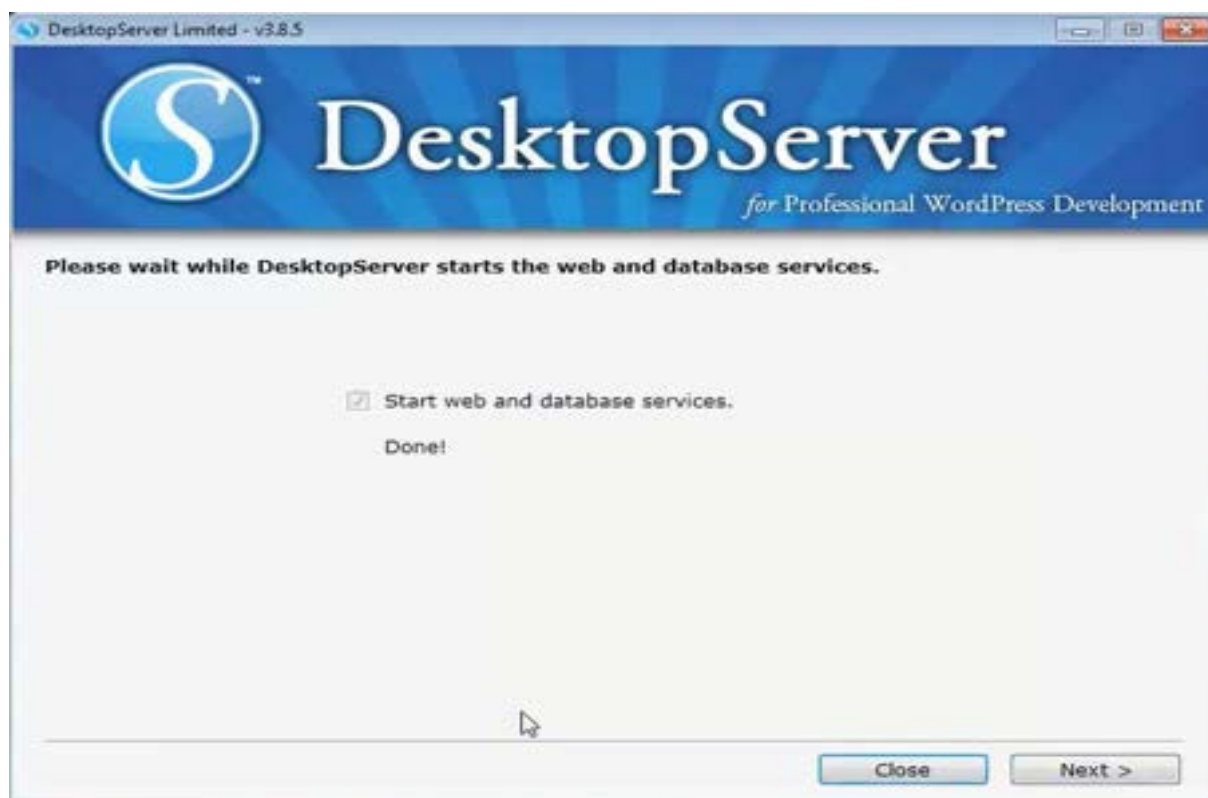 DesktopServer Limited - v3.8.5
S ™
DesktopServer
for Professional WordPress Development
Please wait while DesktopServer starts the web and database services.
Start web and database services.
Done!
Close Next >